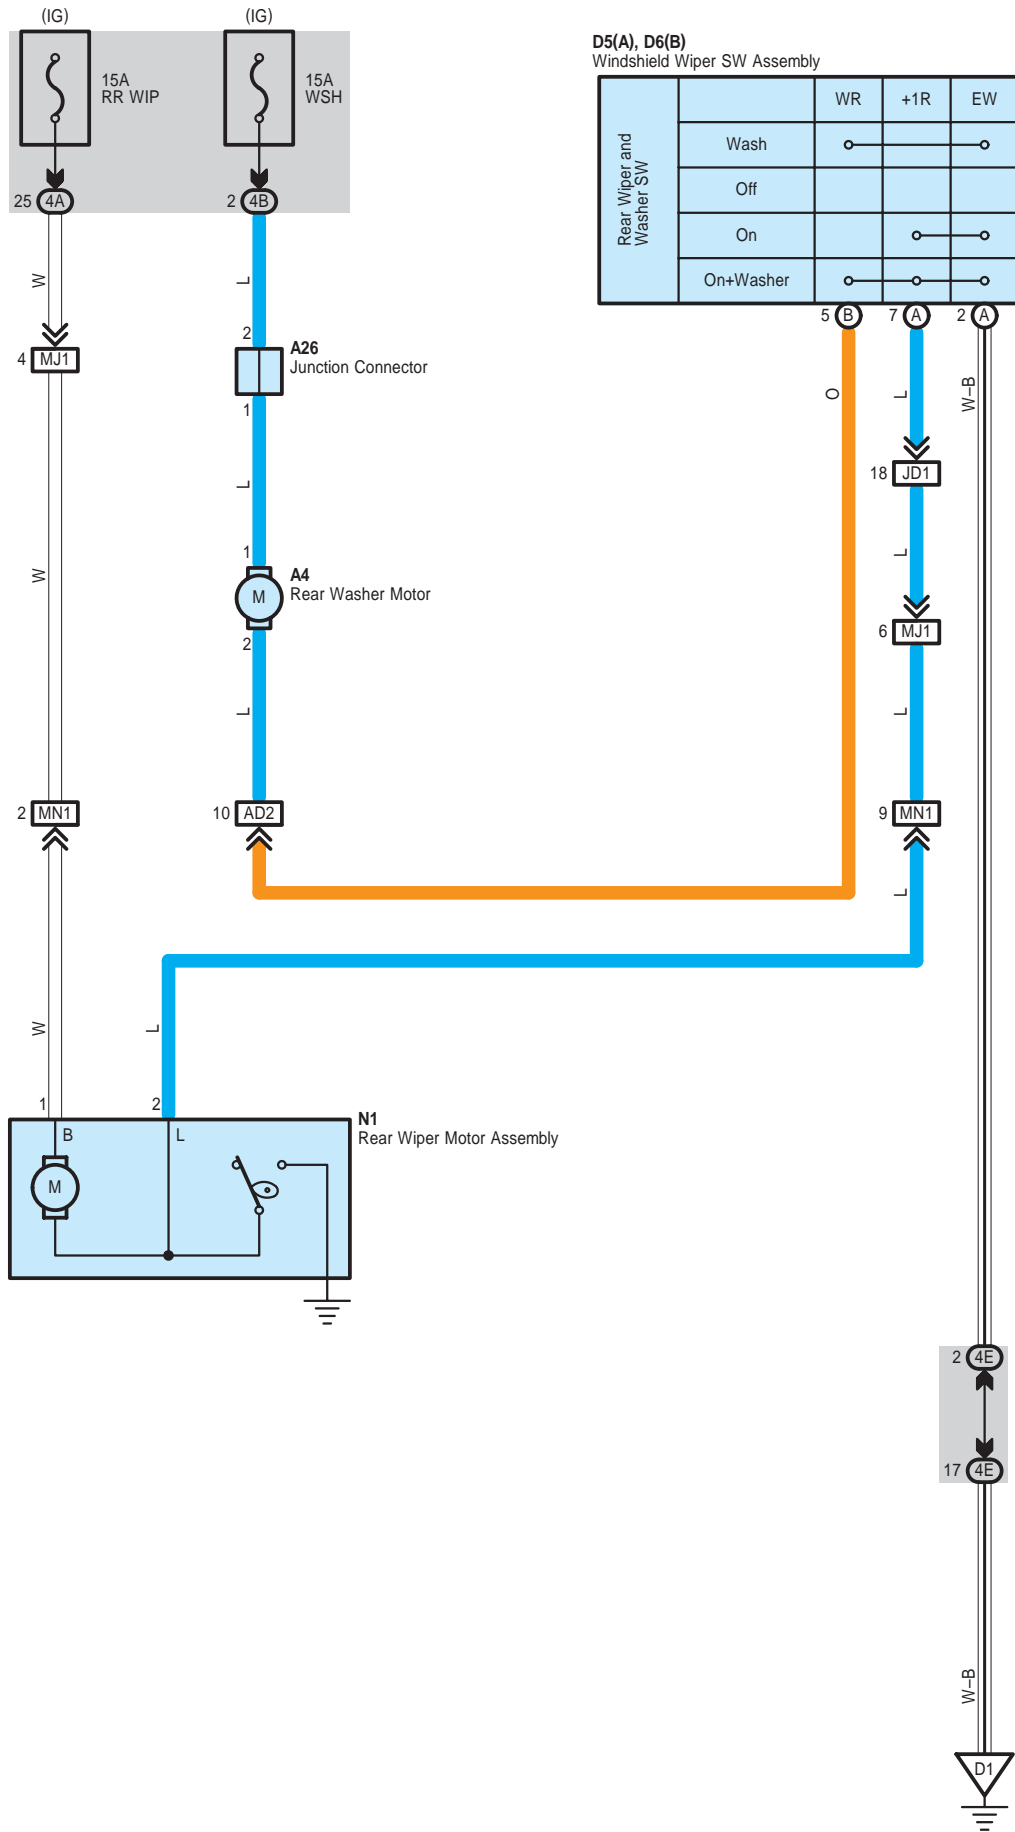 (IG)
(IG)
15A
RR WIP
15A
WSH
25 4A
2 4B
D5(A), D6(B)
Windshield Wiper SW Assembly
Rear Wiper and
Washer SW
WR +1R EW
Wash
Off
On
On+Washer
5 B
7 A
2 A
W
L
2
A26
Junction Connector
1
4 MJ1
O
L
W-B
18 JD1
L
L
W
1
A4
Rear Washer Motor
M
2
6 MJ1
L
L
2 MN1
10 AD2
9 MN1
L
W
L
1
2
N1
Rear Wiper Motor Assembly
B
L
M
2 4E
17 4E
W-B
D1